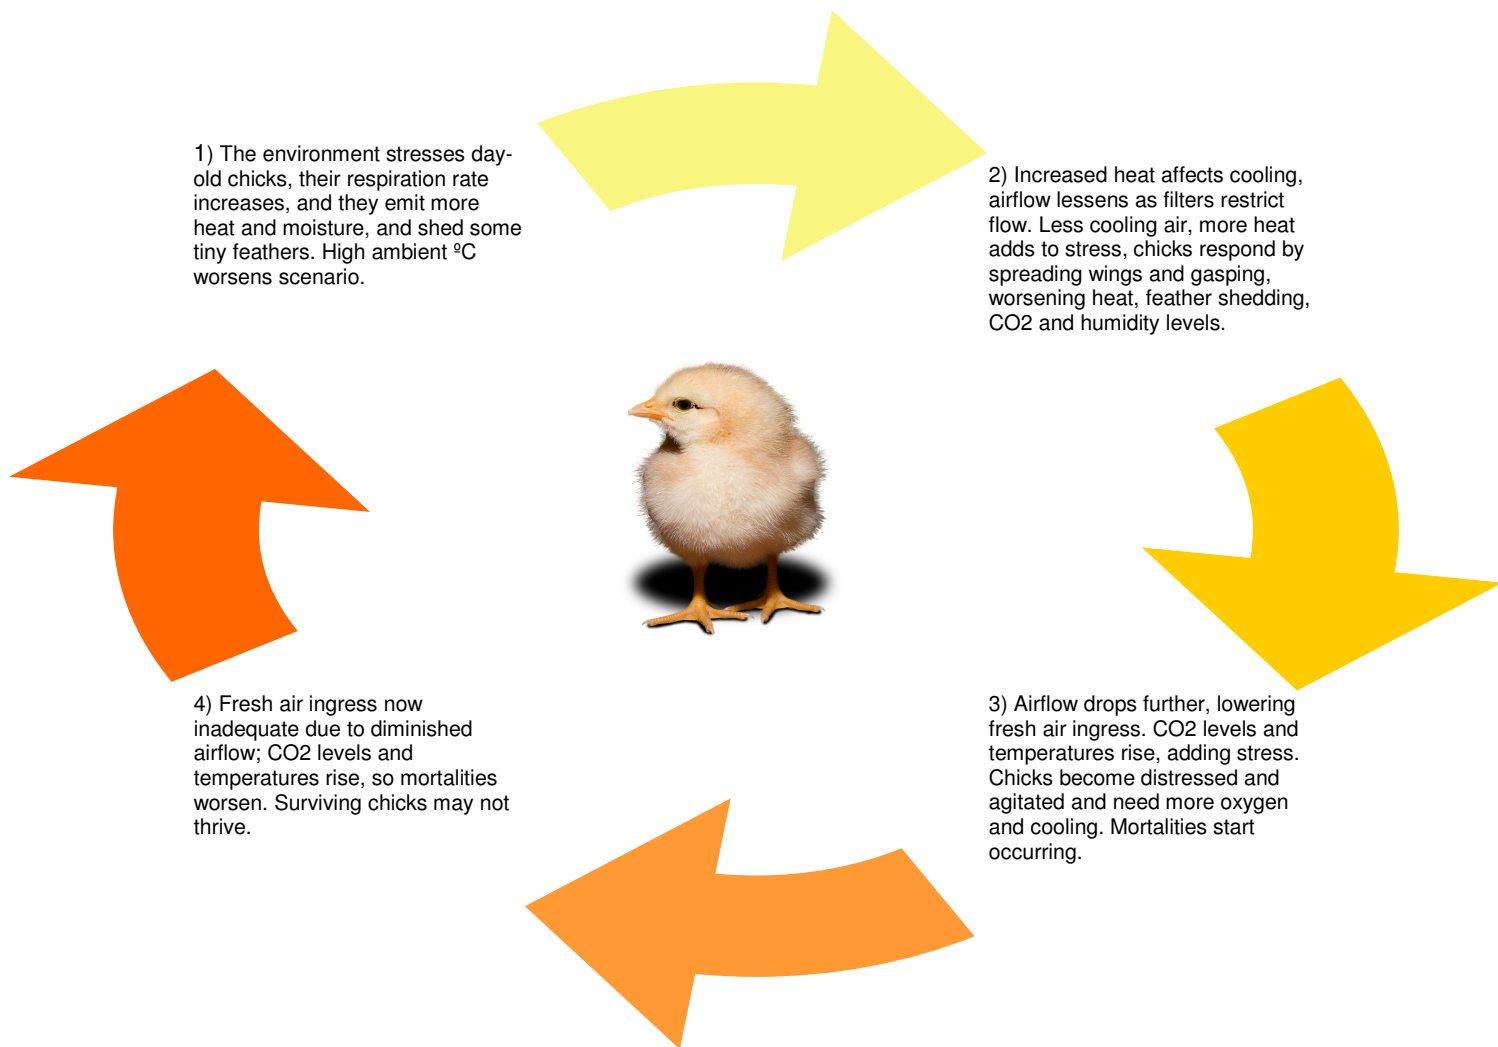 1) The environment stresses day-
old chicks, their respiration rate
increases, and they emit more
heat and moisture, and shed some
tiny feathers. High ambient ºC
worsens scenario.
2) Increased heat affects cooling,
airflow lessens as filters restrict
flow. Less cooling air, more heat
adds to stress, chicks respond by
spreading wings and gasping,
worsening heat, feather shedding,
CO2 and humidity levels.
3) Airflow drops further, lowering
fresh air ingress. CO2 levels and
temperatures rise, adding stress.
Chicks become distressed and
agitated and need more oxygen
and cooling. Mortalities start
occurring.
4) Fresh air ingress now
inadequate due to diminished
airflow; CO2 levels and
temperatures rise, so mortalities
worsen. Surviving chicks may not
thrive.